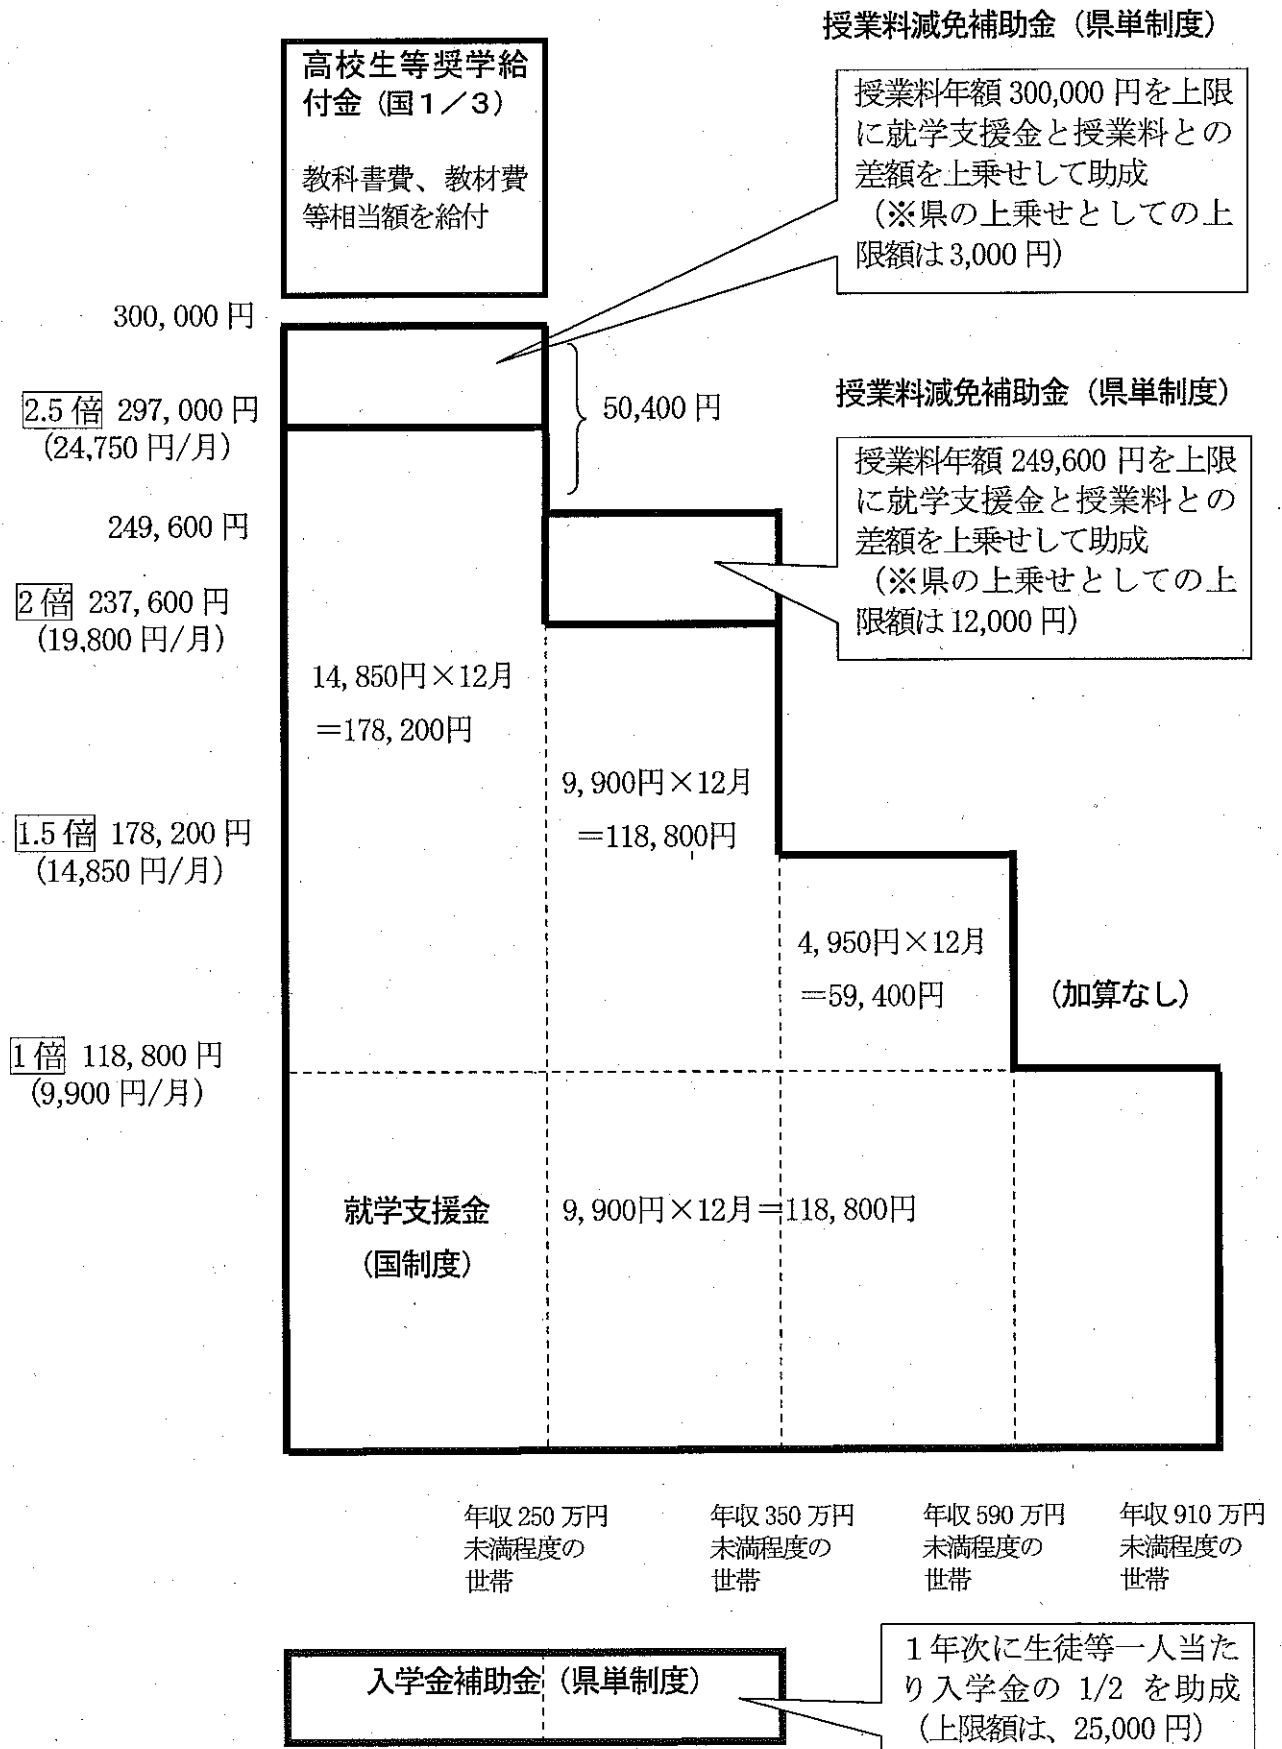 授業料減免補助金（県単制度）
高校生等奨学給
付金（国１／３）
教科書費、教材費
等相当額を給付
授業料年額 300,000 円を上限
に就学支援金と授業料との
差額を上乗せして助成
（※県の上乗せとしての上
限額は 3,000 円）
300,000 円
2.5 倍 297,000 円
(24,750 円/月)
50,400 円
授業料減免補助金（県単制度）
授業料年額 249,600 円を上限
に就学支援金と授業料との
差額を上乗せして助成
（※県の上乗せとしての上
限額は 12,000 円）
249,600 円
2 倍 237,600 円
(19,800 円/月)
14,850円×12月
＝178,200円
9,900円×12月
＝118,800円
1.5 倍 178,200 円
(14,850 円/月)
4,950円×12月
＝59,400円
（加算なし）
1 倍 118,800 円
(9,900 円/月)
就学支援金
（国制度）
9,900円×12月＝118,800円
年収 250 万円
未満程度の
世帯
年収 350 万円
未満程度の
世帯
年収 590 万円
未満程度の
世帯
年収 910 万円
未満程度の
世帯
入学金補助金（県単制度）
1 年次に生徒等一人当た
り入学金の 1/2 を助成
（上限額は、25,000 円）